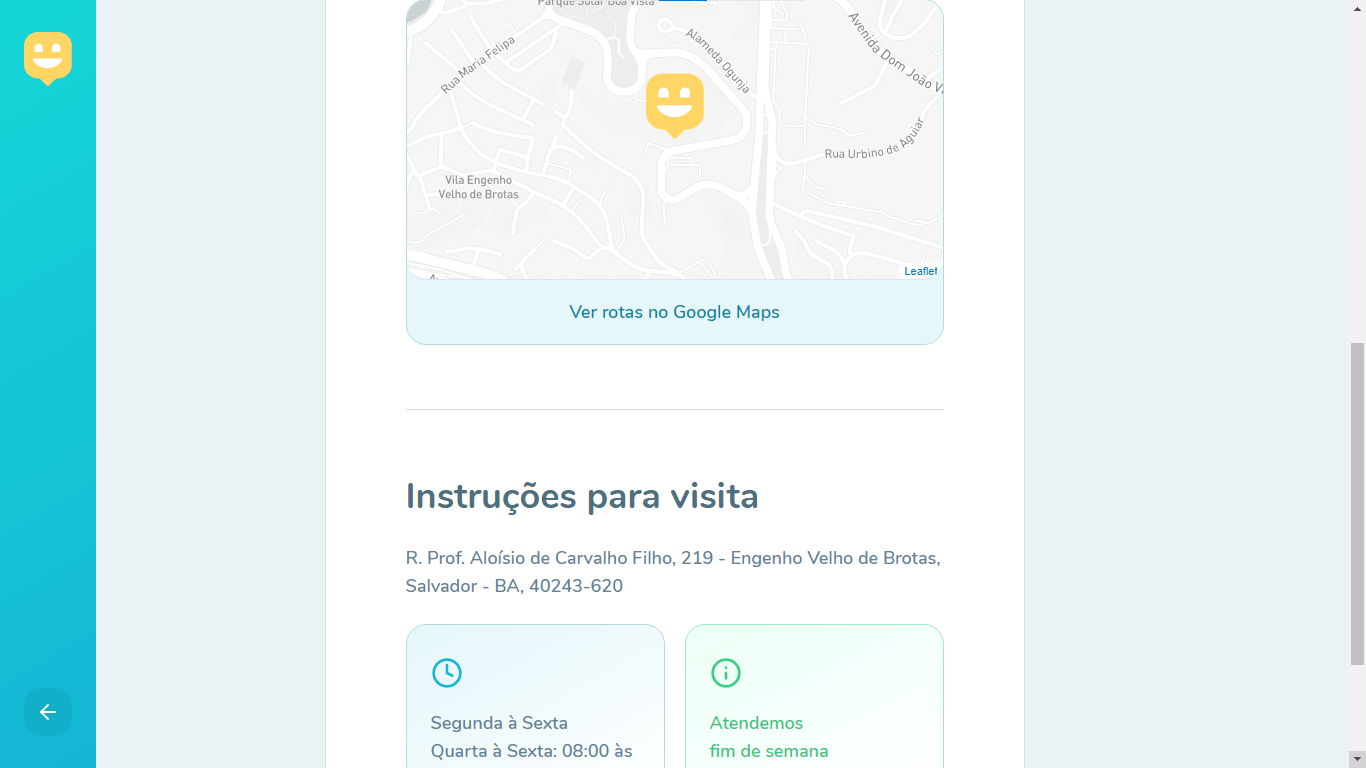 Parque Solar Boa Vista
Rua Maria Felipa
Alameda Ogunja
Avenida Dom João VI
Rua Urbino de Aguiar
Vila Engenho
Velho de Brotas
Leaflet
Ver rotas no Google Maps
Instruções para visita
R. Prof. Aloísio de Carvalho Filho, 219 - Engenho Velho de Brotas,
Salvador - BA, 40243-620
Segunda à Sexta
Quarta à Sexta: 08:00 às
Atendemos
fim de semana